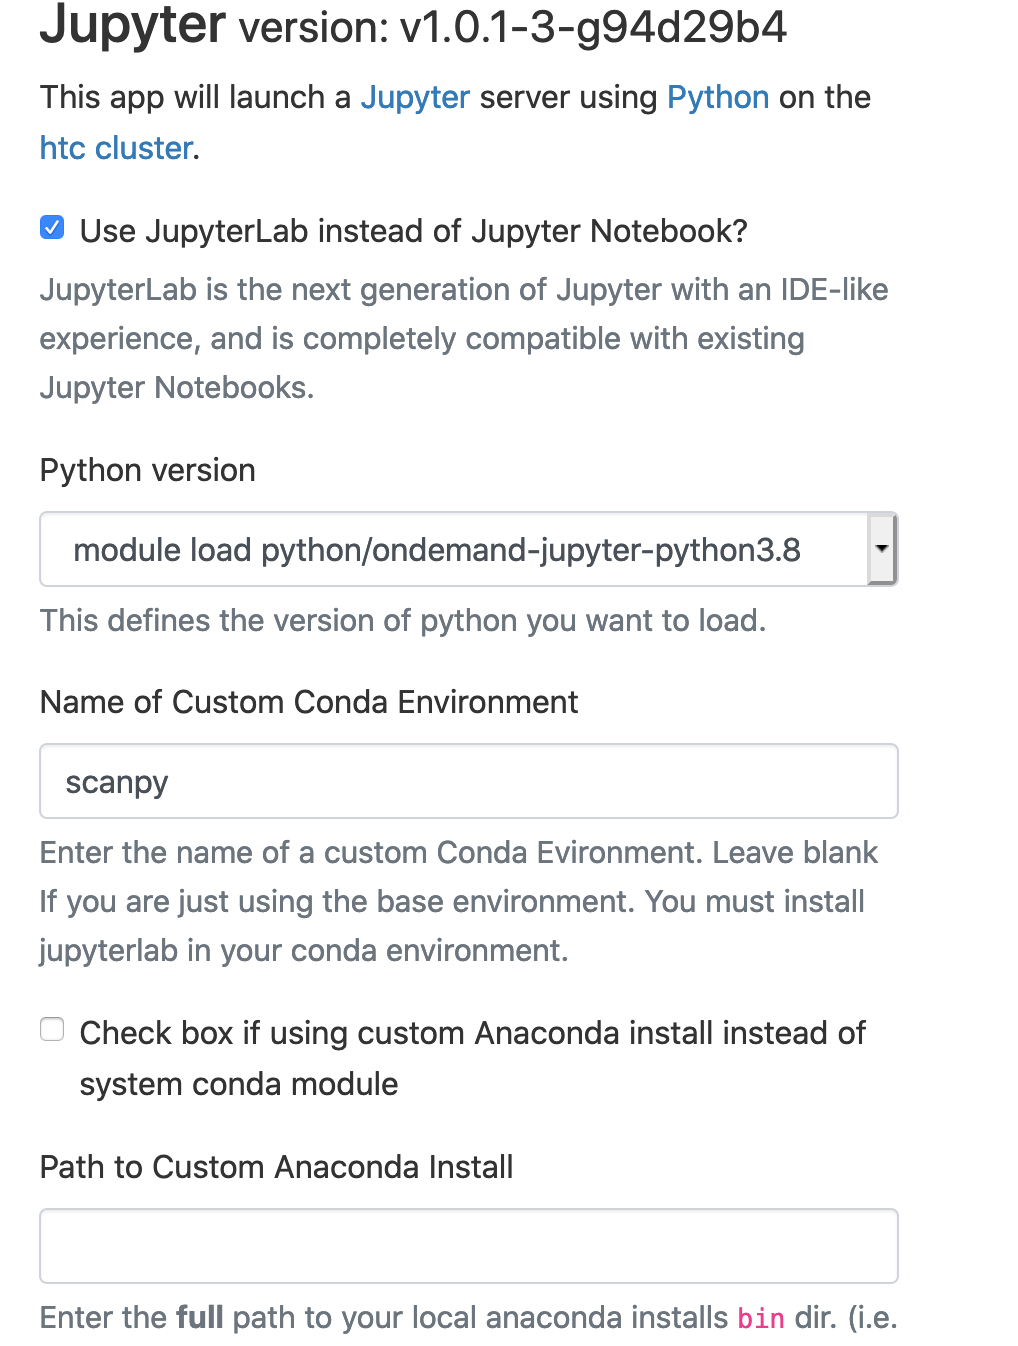 Jupyter version: v1.0.1-3-g94d29b4
This app will launch a Jupyter server using Python on the
htc cluster.
Use JupyterLab instead of Jupyter Notebook?
JupyterLab is the next generation of Jupyter with an IDE-like
experience, and is completely compatible with existing
Jupyter Notebooks.
Python version
module load python/ondemand-jupyter-python3.8
This defines the version of python you want to load.
Name of Custom Conda Environment
scanpy
Enter the name of a custom Conda Evironment. Leave blank
If you are just using the base environment. You must install
jupyterlab in your conda environment.
Check box if using custom Anaconda install instead of
system conda module
Path to Custom Anaconda Install
Enter the full path to your local anaconda installs bin dir. (i.e.